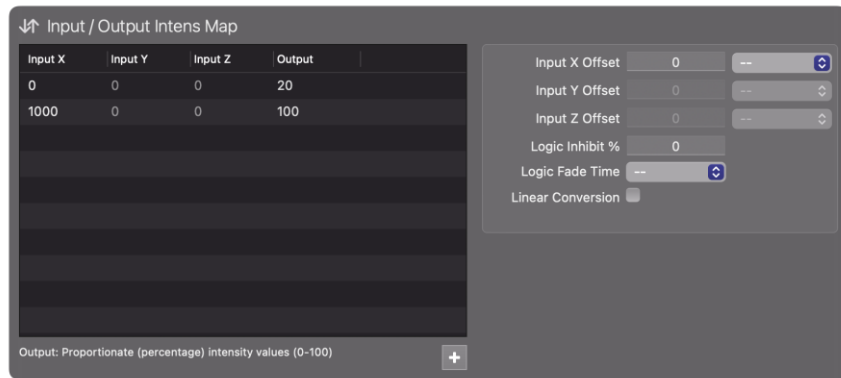 Input / Output Intens Map
Input X Input Y Input Z Output
0 0 0 20
1000 0 0 100
Output: Proportionate (percentage) intensity values (0-100)
+
Input X Offset 0 --
Input Y Offset 0 --
Input Z Offset 0 --
Logic Inhibit % 0
Logic Fade Time --
Linear Conversion